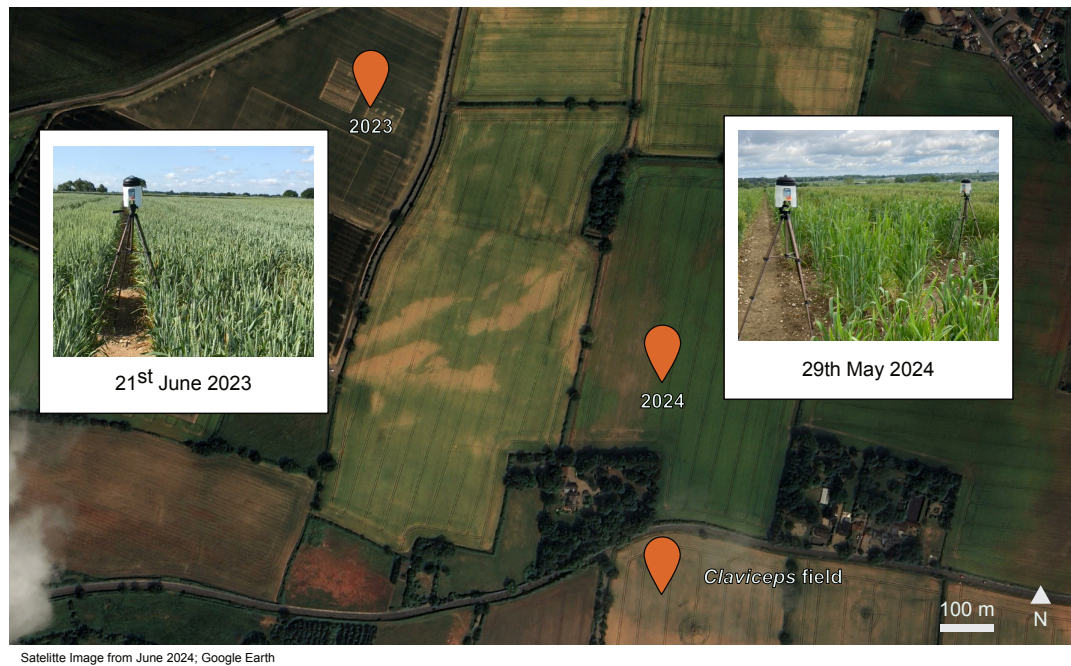 2023
21st June 2023
29th May 2024
2024
Claviceps field
100 m
N
Satelitte Image from June 2024; Google Earth